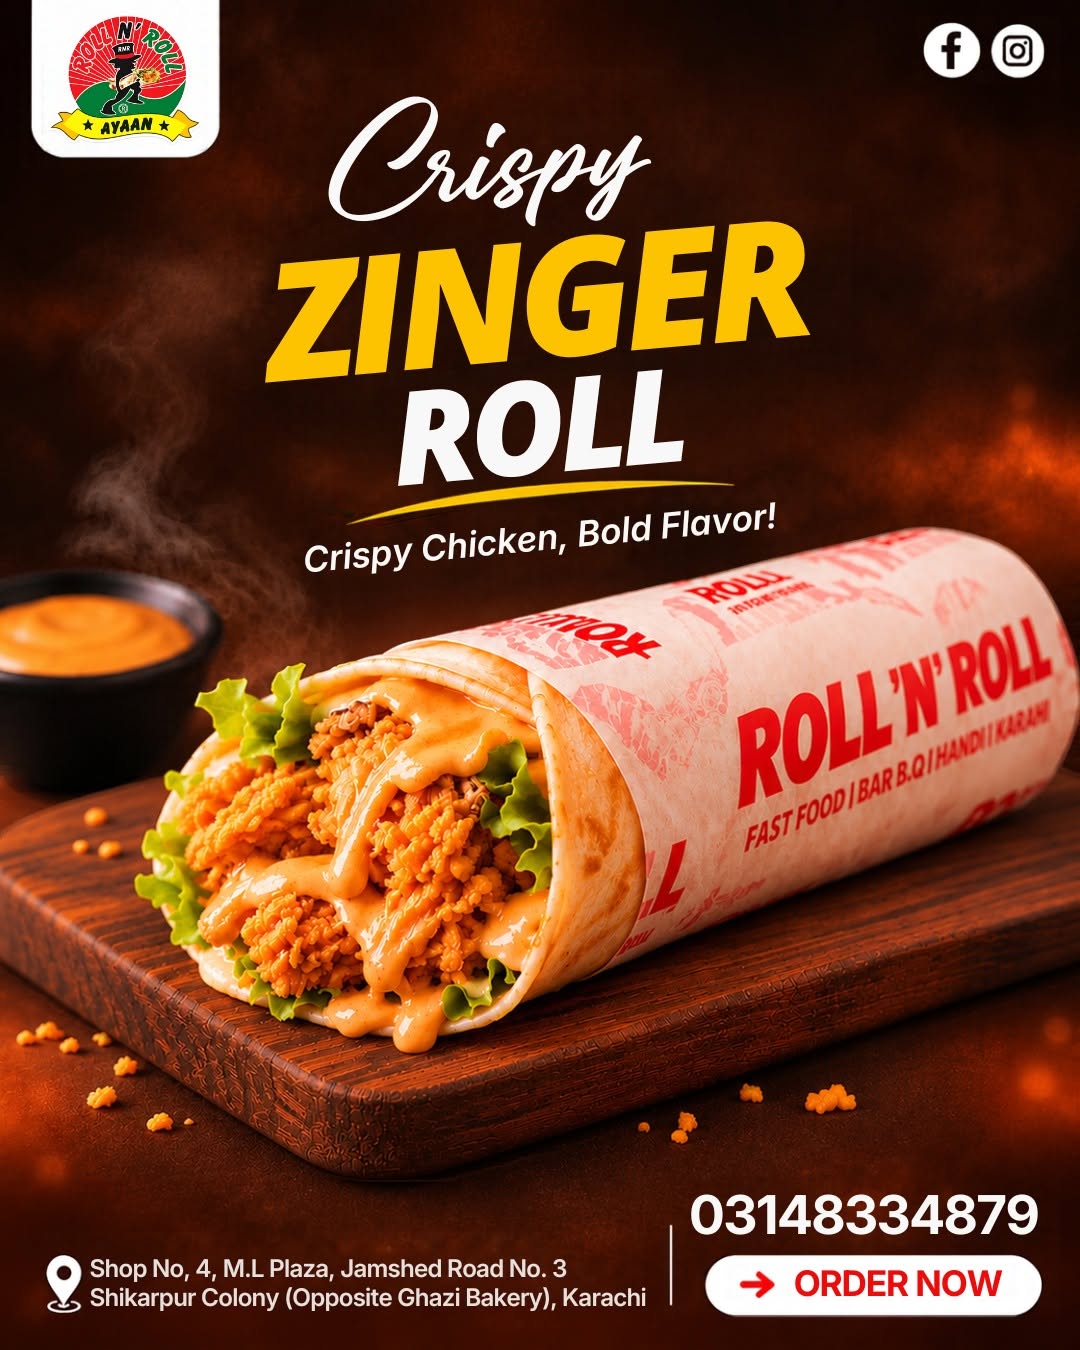 ROLL N' ROLL
RNR
AYAAN
Crispy
ZINGER
ROLL
Crispy Chicken, Bold Flavor!
ROLL 'N' ROLL
FAST FOOD | BAR B.Q | HANDI | KARAHI
03148334879
Shop No, 4, M.L Plaza, Jamshed Road No. 3
Shikarpur Colony (Opposite Ghazi Bakery), Karachi
ORDER NOW